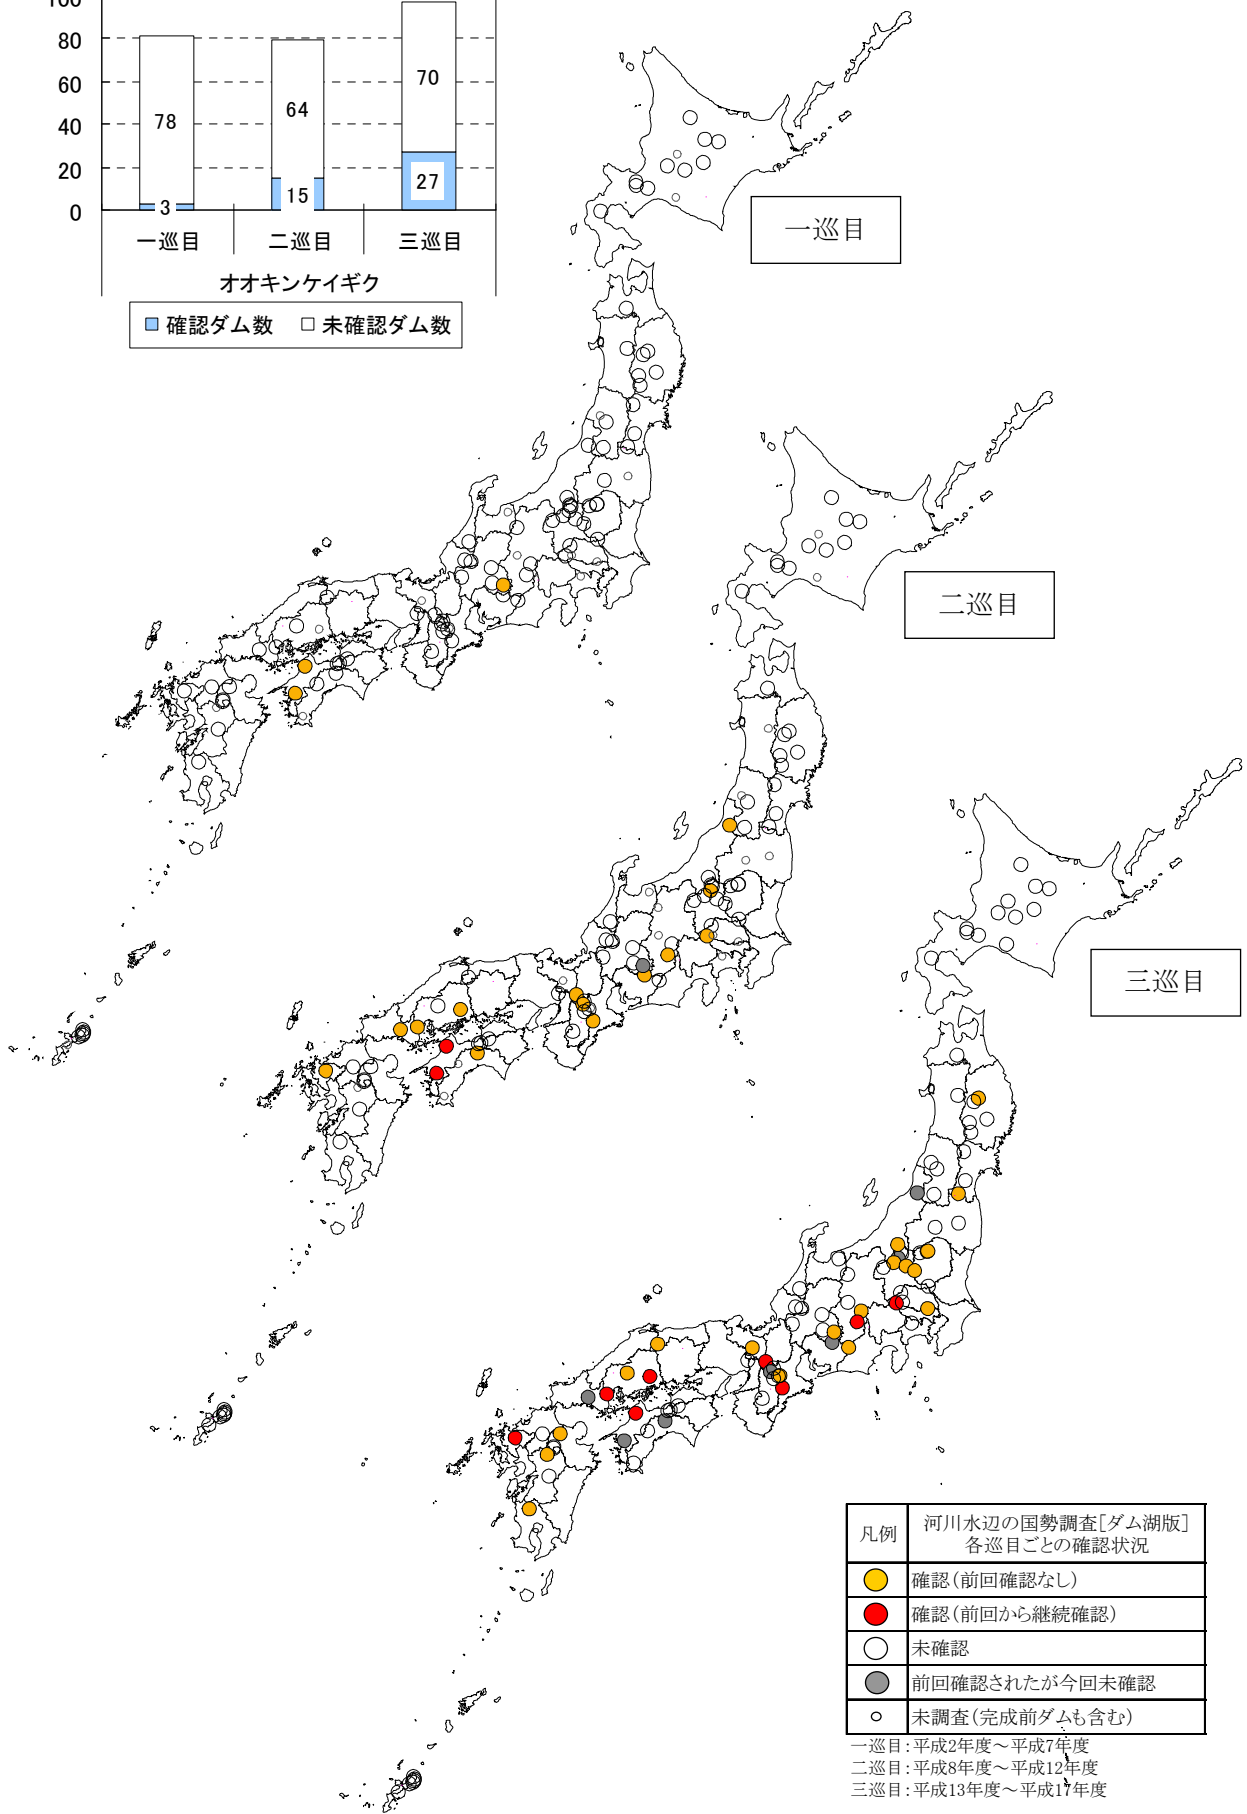 100
80
60
40
20
0
78
3
64
15
70
27
一巡目
二巡目
三巡目
オオキンケイギク
確認ダム数
未確認ダム数
一巡目
二巡目
三巡目
凡例
河川水辺の国勢調査[ダム湖版]
各巡目ごとの確認状況
確認(前回確認なし)
確認(前回から継続確認)
未確認
前回確認されたが今回未確認
未調査(完成前ダムも含む)
一巡目:平成2年度～平成7年度
二巡目:平成8年度～平成12年度
三巡目:平成13年度～平成17年度